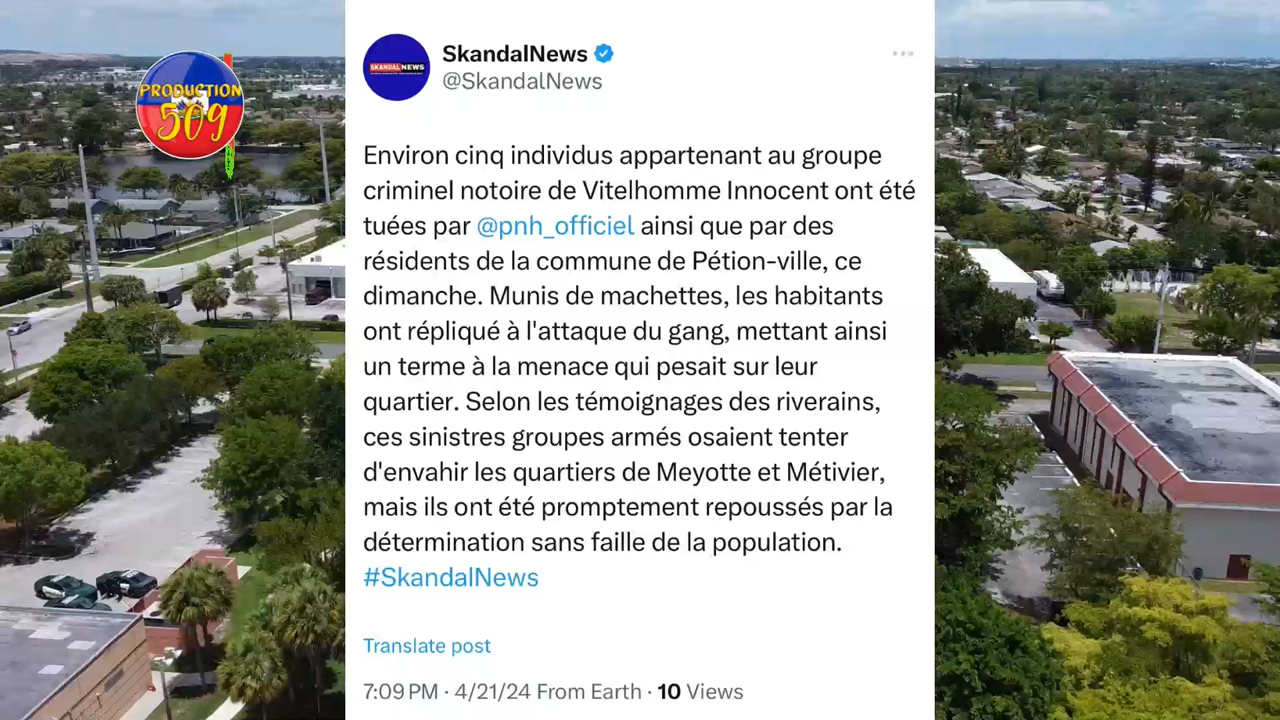 PRODUCTION
509
SKANDAL NEWS
SkandalNews
@SkandalNews
Environ cinq individus appartenant au groupe
criminel notoire de Vitelhomme Innocent ont été
tuées par @pnh_officiel ainsi que par des
résidents de la commune de Pétion-ville, ce
dimanche. Munis de machettes, les habitants
ont répliqué à l'attaque du gang, mettant ainsi
un terme à la menace qui pesait sur leur
quartier. Selon les témoignages des riverains,
ces sinistres groupes armés osaient tenter
d'envahir les quartiers de Meyotte et Métivier,
mais ils ont été promptement repoussés par la
détermination sans faille de la population.
#SkandalNews
Translate post
7:09 PM · 4/21/24 From Earth · 10 Views